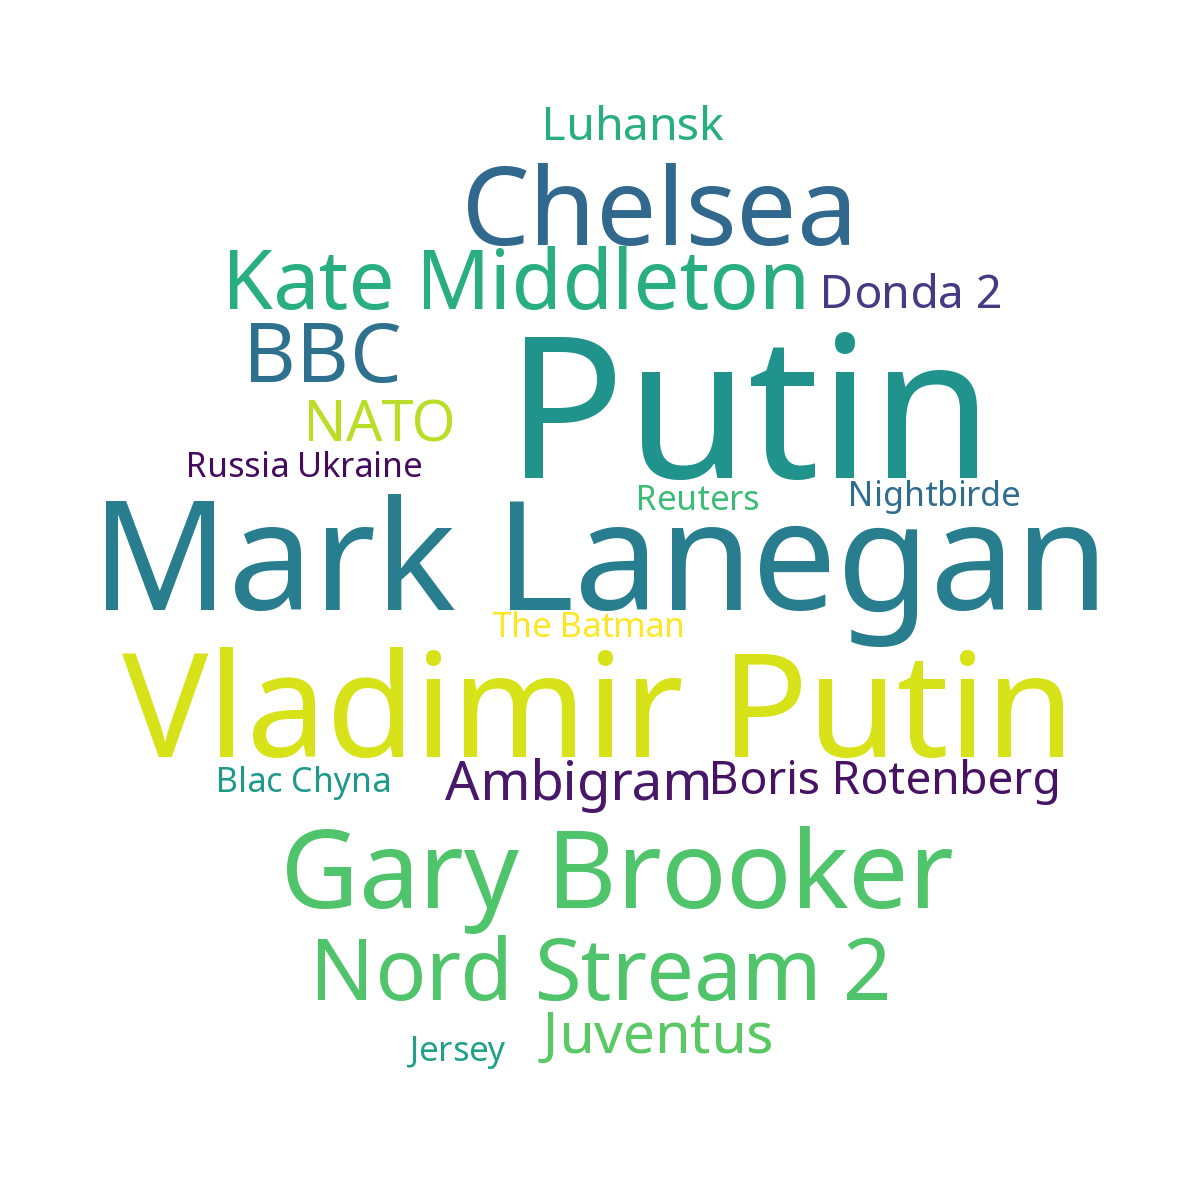 Luhansk
Chelsea
Kate Middleton
Donda 2
BBC
Putin
NATO
Russia Ukraine
Reuters
Nightbirde
Mark Lanegan
The Batman
Vladimir Putin
Blac Chyna
Ambigram
Boris Rotenberg
Gary Brooker
Nord Stream 2
Juventus
Jersey